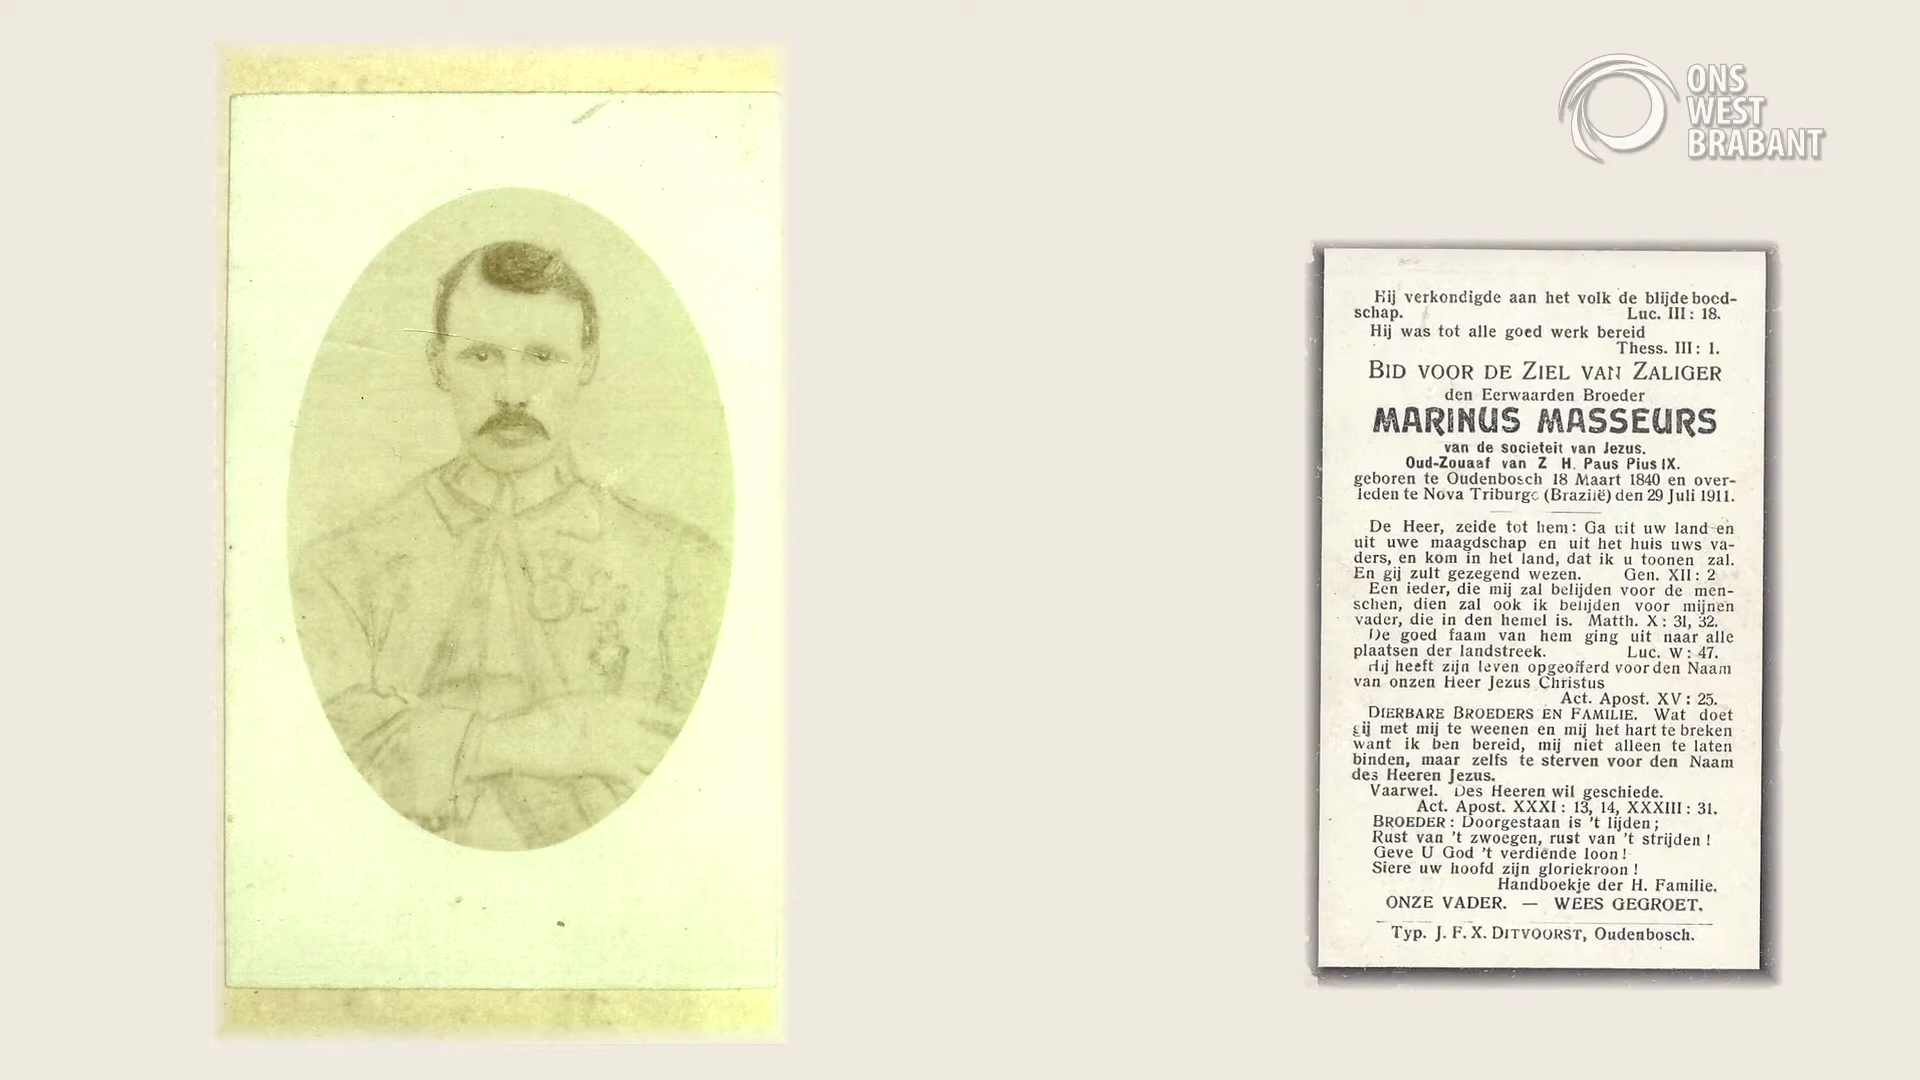 ONS
WEST
BRABANT
Hij verkondigde aan het volk de blijde bood-
schap. Luc. III: 18.
Hij was tot alle goed werk bereid
Thess. III: 1.
BID VOOR DE ZIEL VAN ZALIGER
den Eerwaarden Broeder
MARINUS MASSEURS
van de societeit van Jezus.
Oud-Zouaaf van Z H. Paus Pius IX.
geboren te Oudenbosch 18 Maart 1840 en over-
leden te Nova Triburgo (Brazilië) den 29 Juli 1911.
De Heer, zeide tot hem: Ga uit uw land en
uit uwe maagdschap en uit het huis uws va-
ders, en kom in het land, dat ik u toonen zal.
En gij zult gezegend wezen. Gen. XII: 2
Een ieder, die mij zal belijden voor de men-
schen, dien zal ook ik belijden voor mijnen
vader, die in den hemel is. Matth. X: 31, 32.
De goed faam van hem ging uit naar alle
plaatsen der landstreek. Luc. W: 47.
Hij heeft zijn leven opgeofferd voor den Naam
van onzen Heer Jezus Christus
Act. Apost. XV: 25.
DIERBARE BROEDERS EN FAMILIE. Wat doet
gij met mij te weenen en mij het hart te breken
want ik ben bereid, mij niet alleen te laten
binden, maar zelfs te sterven voor den Naam
des Heeren Jezus.
Vaarwel. Des Heeren wil geschiede.
Act. Apost. XXXI: 13, 14, XXXIII: 31.
BROEDER: Doorgestaan is 't lijden;
Rust van 't zwoegen, rust van 't strijden!
Geve U God 't verdiende loon!
Siere uw hoofd zijn gloriekroon!
Handboekje der H. Familie.
ONZE VADER. — WEES GEGROET.
Typ. J. F. X. DITVOORST, Oudenbosch.